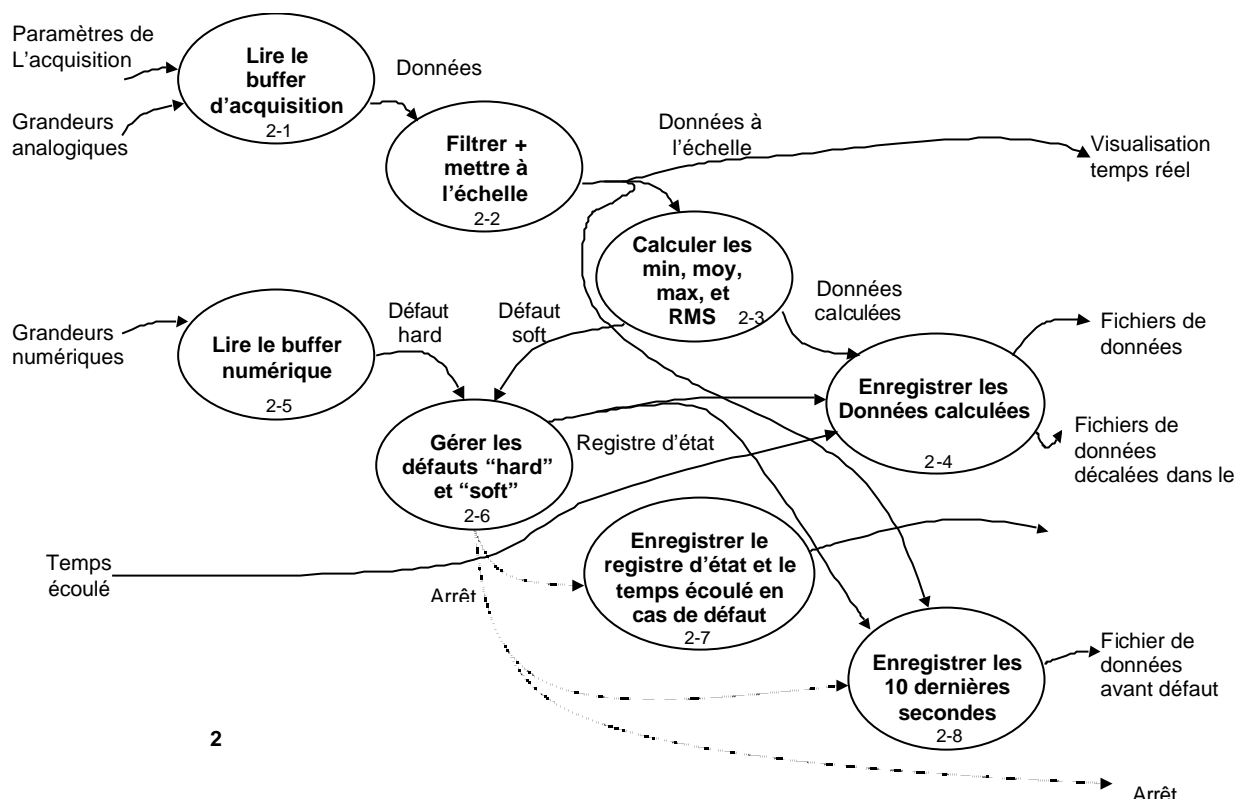 Paramètres de
L'acquisition
Lire le
buffer
d'acquisition
2-1
Données
Grandeurs
analogiques
Filtrer +
mettre à
l'échelle
2-2
Données à
l'échelle
Visualisation
temps réel
Calculer les
min, moy,
max, et
RMS 2-3
Données
calculées
Grandeurs
numériques
Lire le buffer
numérique
2-5
Défaut
hard
Défaut
soft
Fichiers de
données
Enregistrer les
Données calculées
2-4
Fichiers de
données
décalées dans le
Gérer les
défauts “hard”
et “soft”
2-6
Registre d'état
Temps
écoulé
Arrêt
Enregistrer le
registre d'état et le
temps écoulé en
cas de défaut
2-7
Enregistrer les
10 dernières
secondes
2-8
Fichier de
données
avant défaut
2
Arrêt